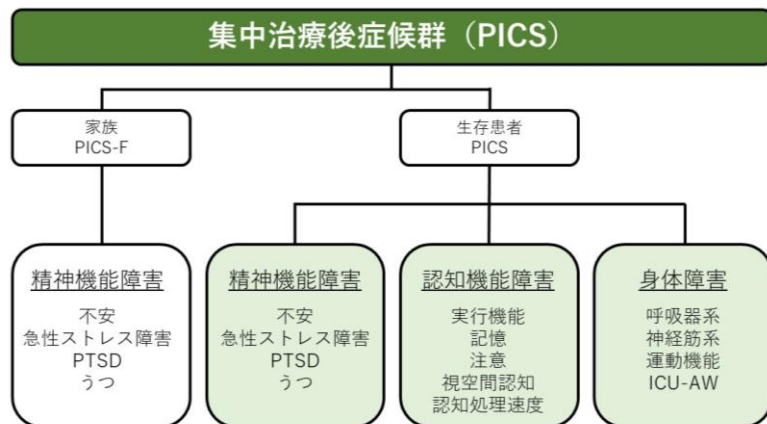 集中治療後症候群（PICS）
家族
PICS-F
生存患者
PICS
精神機能障害
不安
急性ストレス障害
PTSD
うつ
精神機能障害
不安
急性ストレス障害
PTSD
うつ
認知機能障害
実行機能
記憶
注意
視空間認知
認知処理速度
身体障害
呼吸器系
神経筋系
運動機能
ICU-AW